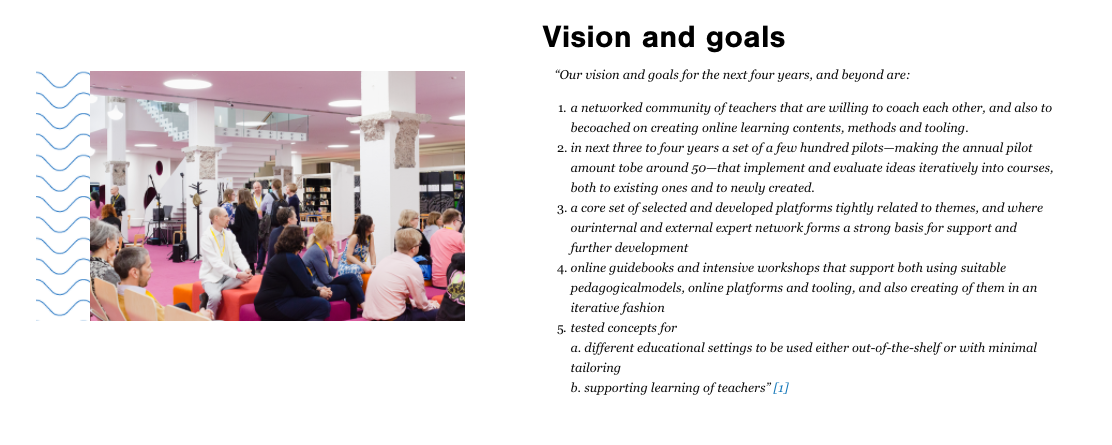 Vision and goals
“Our vision and goals for the next four years, and beyond are:
1. a networked community of teachers that are willing to coach each other, and also to
becoached on creating online learning contents, methods and tooling.
2. in next three to four years a set of a few hundred pilots—making the annual pilot
amount tobe around 50—that implement and evaluate ideas iteratively into courses,
both to existing ones and to newly created.
3. a core set of selected and developed platforms tightly related to themes, and where
ourinternal and external expert network forms a strong basis for support and
further development
4. online guidebooks and intensive workshops that support both using suitable
pedagogicalmodels, online platforms and tooling, and also creating of them in an
iterative fashion
5. tested concepts for
a. different educational settings to be used either out-of-the-shelf or with minimal
tailoring
b. supporting learning of teachers” [1]